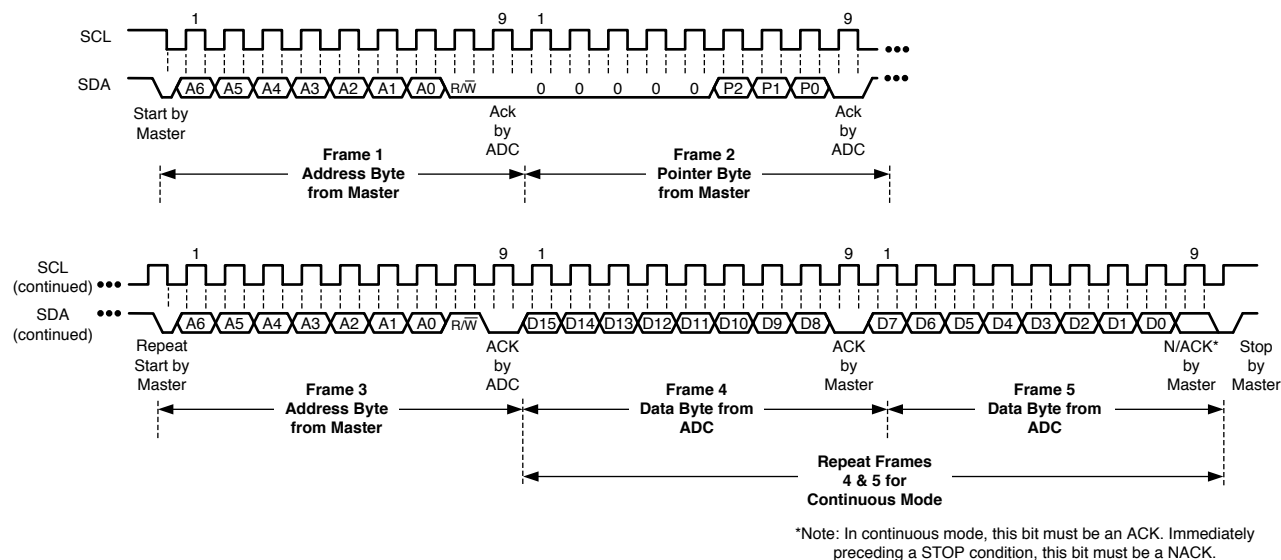 1 9 1 9
SCL
SDA
A6 A5 A4 A3 A2 A1 A0 R/W̅ 0 0 0 0 0 P2 P1 P0
Start by
Master
Ack
by
ADC
Ack
by
ADC
Frame 1
Address Byte
from Master
Frame 2
Pointer Byte
from Master
1 9 1 9 1 9
SCL
(continued)
SDA
(continued)
A6 A5 A4 A3 A2 A1 A0 R/W̅ D15 D14 D13 D12 D11 D10 D9 D8 D7 D6 D5 D4 D3 D2 D1 D0
Repeat
Start by
Master
ACK
by
ADC
ACK
by
Master
N/ACK*
by
Master
Stop
by
Master
Frame 3
Address Byte
from Master
Frame 4
Data Byte from
ADC
Frame 5
Data Byte from
ADC
Repeat Frames
4 & 5 for
Continuous Mode
*Note: In continuous mode, this bit must be an ACK. Immediately
preceding a STOP condition, this bit must be a NACK.